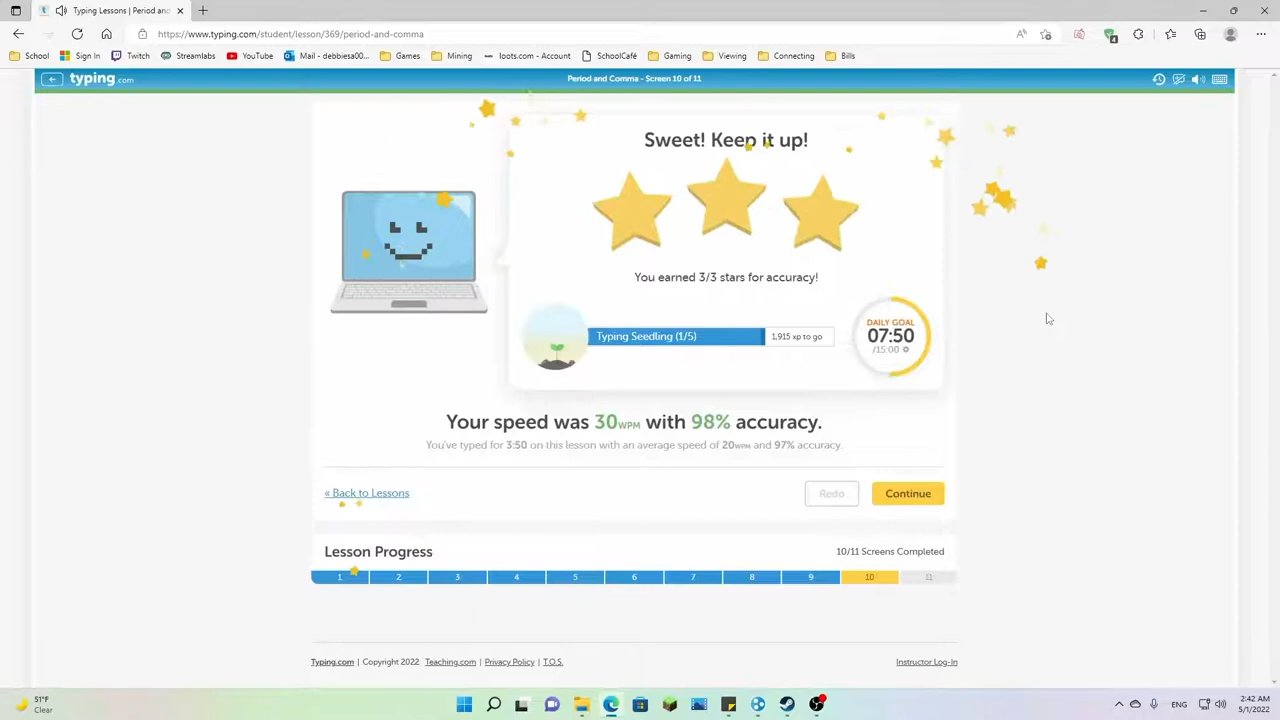 Typing Lessons | Period and Com
https://www.typing.com/student/lesson/369/period-and-comma
School
Sign In
Twitch
Streamlabs
YouTube
Mail - debbiesa00...
Games
Mining
loots.com - Account
SchoolCafé
Gaming
Viewing
Connecting
Bills
4
typing.com
Period and Comma - Screen 10 of 11
Sweet! Keep it up!
You earned 3/3 stars for accuracy!
Typing Seedling (1/5)
1,915 xp to go
DAILY GOAL
07:50
/15:00
Your speed was 30WPM with 98% accuracy.
You've typed for 3:50 on this lesson with an average speed of 20WPM and 97% accuracy.
« Back to Lessons
Redo
Continue
Lesson Progress
10/11 Screens Completed
1 2 3 4 5 6 7 8 9 10 11
Typing.com | Copyright 2022 Teaching.com | Privacy Policy | T.O.S.
Instructor Log-In
51°F
Clear
ENG
2:42 AM
5/1/2022